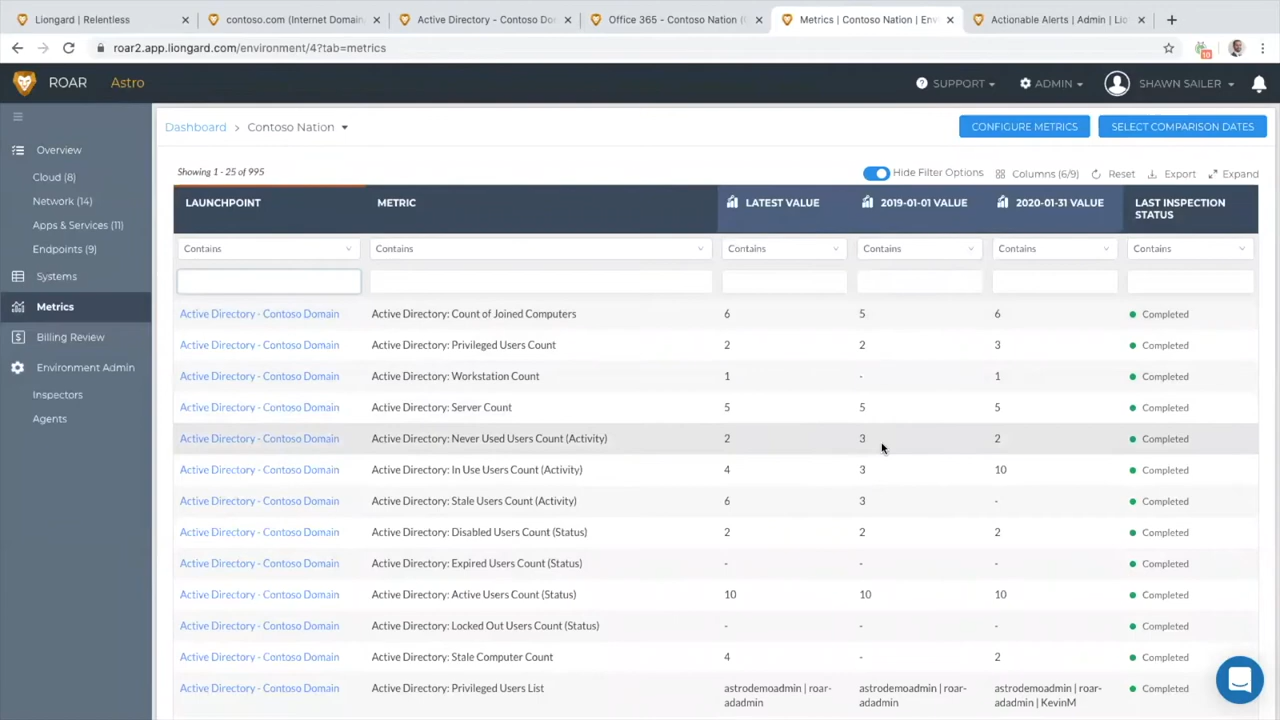 Liongard | Relentless
contoso.com (Internet Domain,
Active Directory - Contoso Do
Office 365 - Contoso Nation (
Metrics | Contoso Nation | En
Actionable Alerts | Admin | Lio
roar2.app.liongard.com/environment/4?tab=metrics
10
ROAR Astro
SUPPORT ADMIN SHAWN SAILER
Dashboard > Contoso Nation
CONFIGURE METRICS SELECT COMPARISON DATES
Overview
Cloud (8)
Network (14)
Apps & Services (11)
Endpoints (9)
Systems
Metrics
Billing Review
Environment Admin
Inspectors
Agents
Showing 1 - 25 of 995
Hide Filter Options Columns (6/9) Reset Export Expand
LAUNCHPOINT METRIC LATEST VALUE 2019-01-01 VALUE 2020-01-31 VALUE LAST INSPECTION STATUS
Contains Contains Contains Contains Contains Contains
Active Directory - Contoso Domain Active Directory: Count of Joined Computers 6 5 6 Completed
Active Directory - Contoso Domain Active Directory: Privileged Users Count 2 2 3 Completed
Active Directory - Contoso Domain Active Directory: Workstation Count 1 - 1 Completed
Active Directory - Contoso Domain Active Directory: Server Count 5 5 5 Completed
Active Directory - Contoso Domain Active Directory: Never Used Users Count (Activity) 2 3 2 Completed
Active Directory - Contoso Domain Active Directory: In Use Users Count (Activity) 4 3 10 Completed
Active Directory - Contoso Domain Active Directory: Stale Users Count (Activity) 6 3 - Completed
Active Directory - Contoso Domain Active Directory: Disabled Users Count (Status) 2 2 2 Completed
Active Directory - Contoso Domain Active Directory: Expired Users Count (Status) - - - Completed
Active Directory - Contoso Domain Active Directory: Active Users Count (Status) 10 10 10 Completed
Active Directory - Contoso Domain Active Directory: Locked Out Users Count (Status) - - - Completed
Active Directory - Contoso Domain Active Directory: Stale Computer Count 4 - 2 Completed
Active Directory - Contoso Domain Active Directory: Privileged Users List astrodemoadmin | roar- astrodemoadmin | roar- astrodemoadmin | roar- Completed
adadmin adadmin adadmin | KevinM